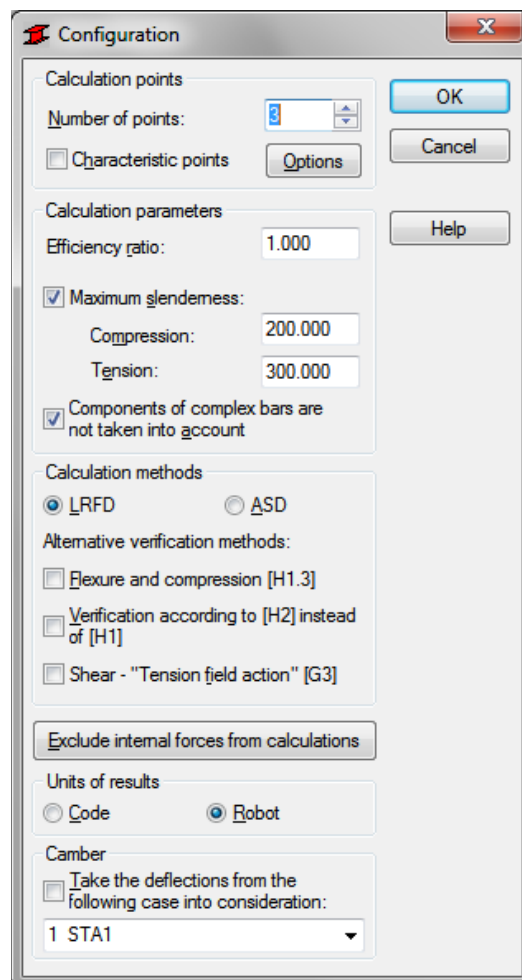 Configuration
Calculation points
Number of points:
3
Characteristic points
Options
OK
Cancel
Help
Calculation parameters
Efficiency ratio:
1.000
Maximum slenderness:
Compression:
200.000
Tension:
300.000
Components of complex bars are
not taken into account
Calculation methods
LRFD
ASD
Alternative verification methods:
Flexure and compression [H1.3]
Verification according to [H2] instead
of [H1]
Shear - "Tension field action" [G3]
Exclude internal forces from calculations
Units of results
Code
Robot
Camber
Take the deflections from the
following case into consideration:
1 STA1